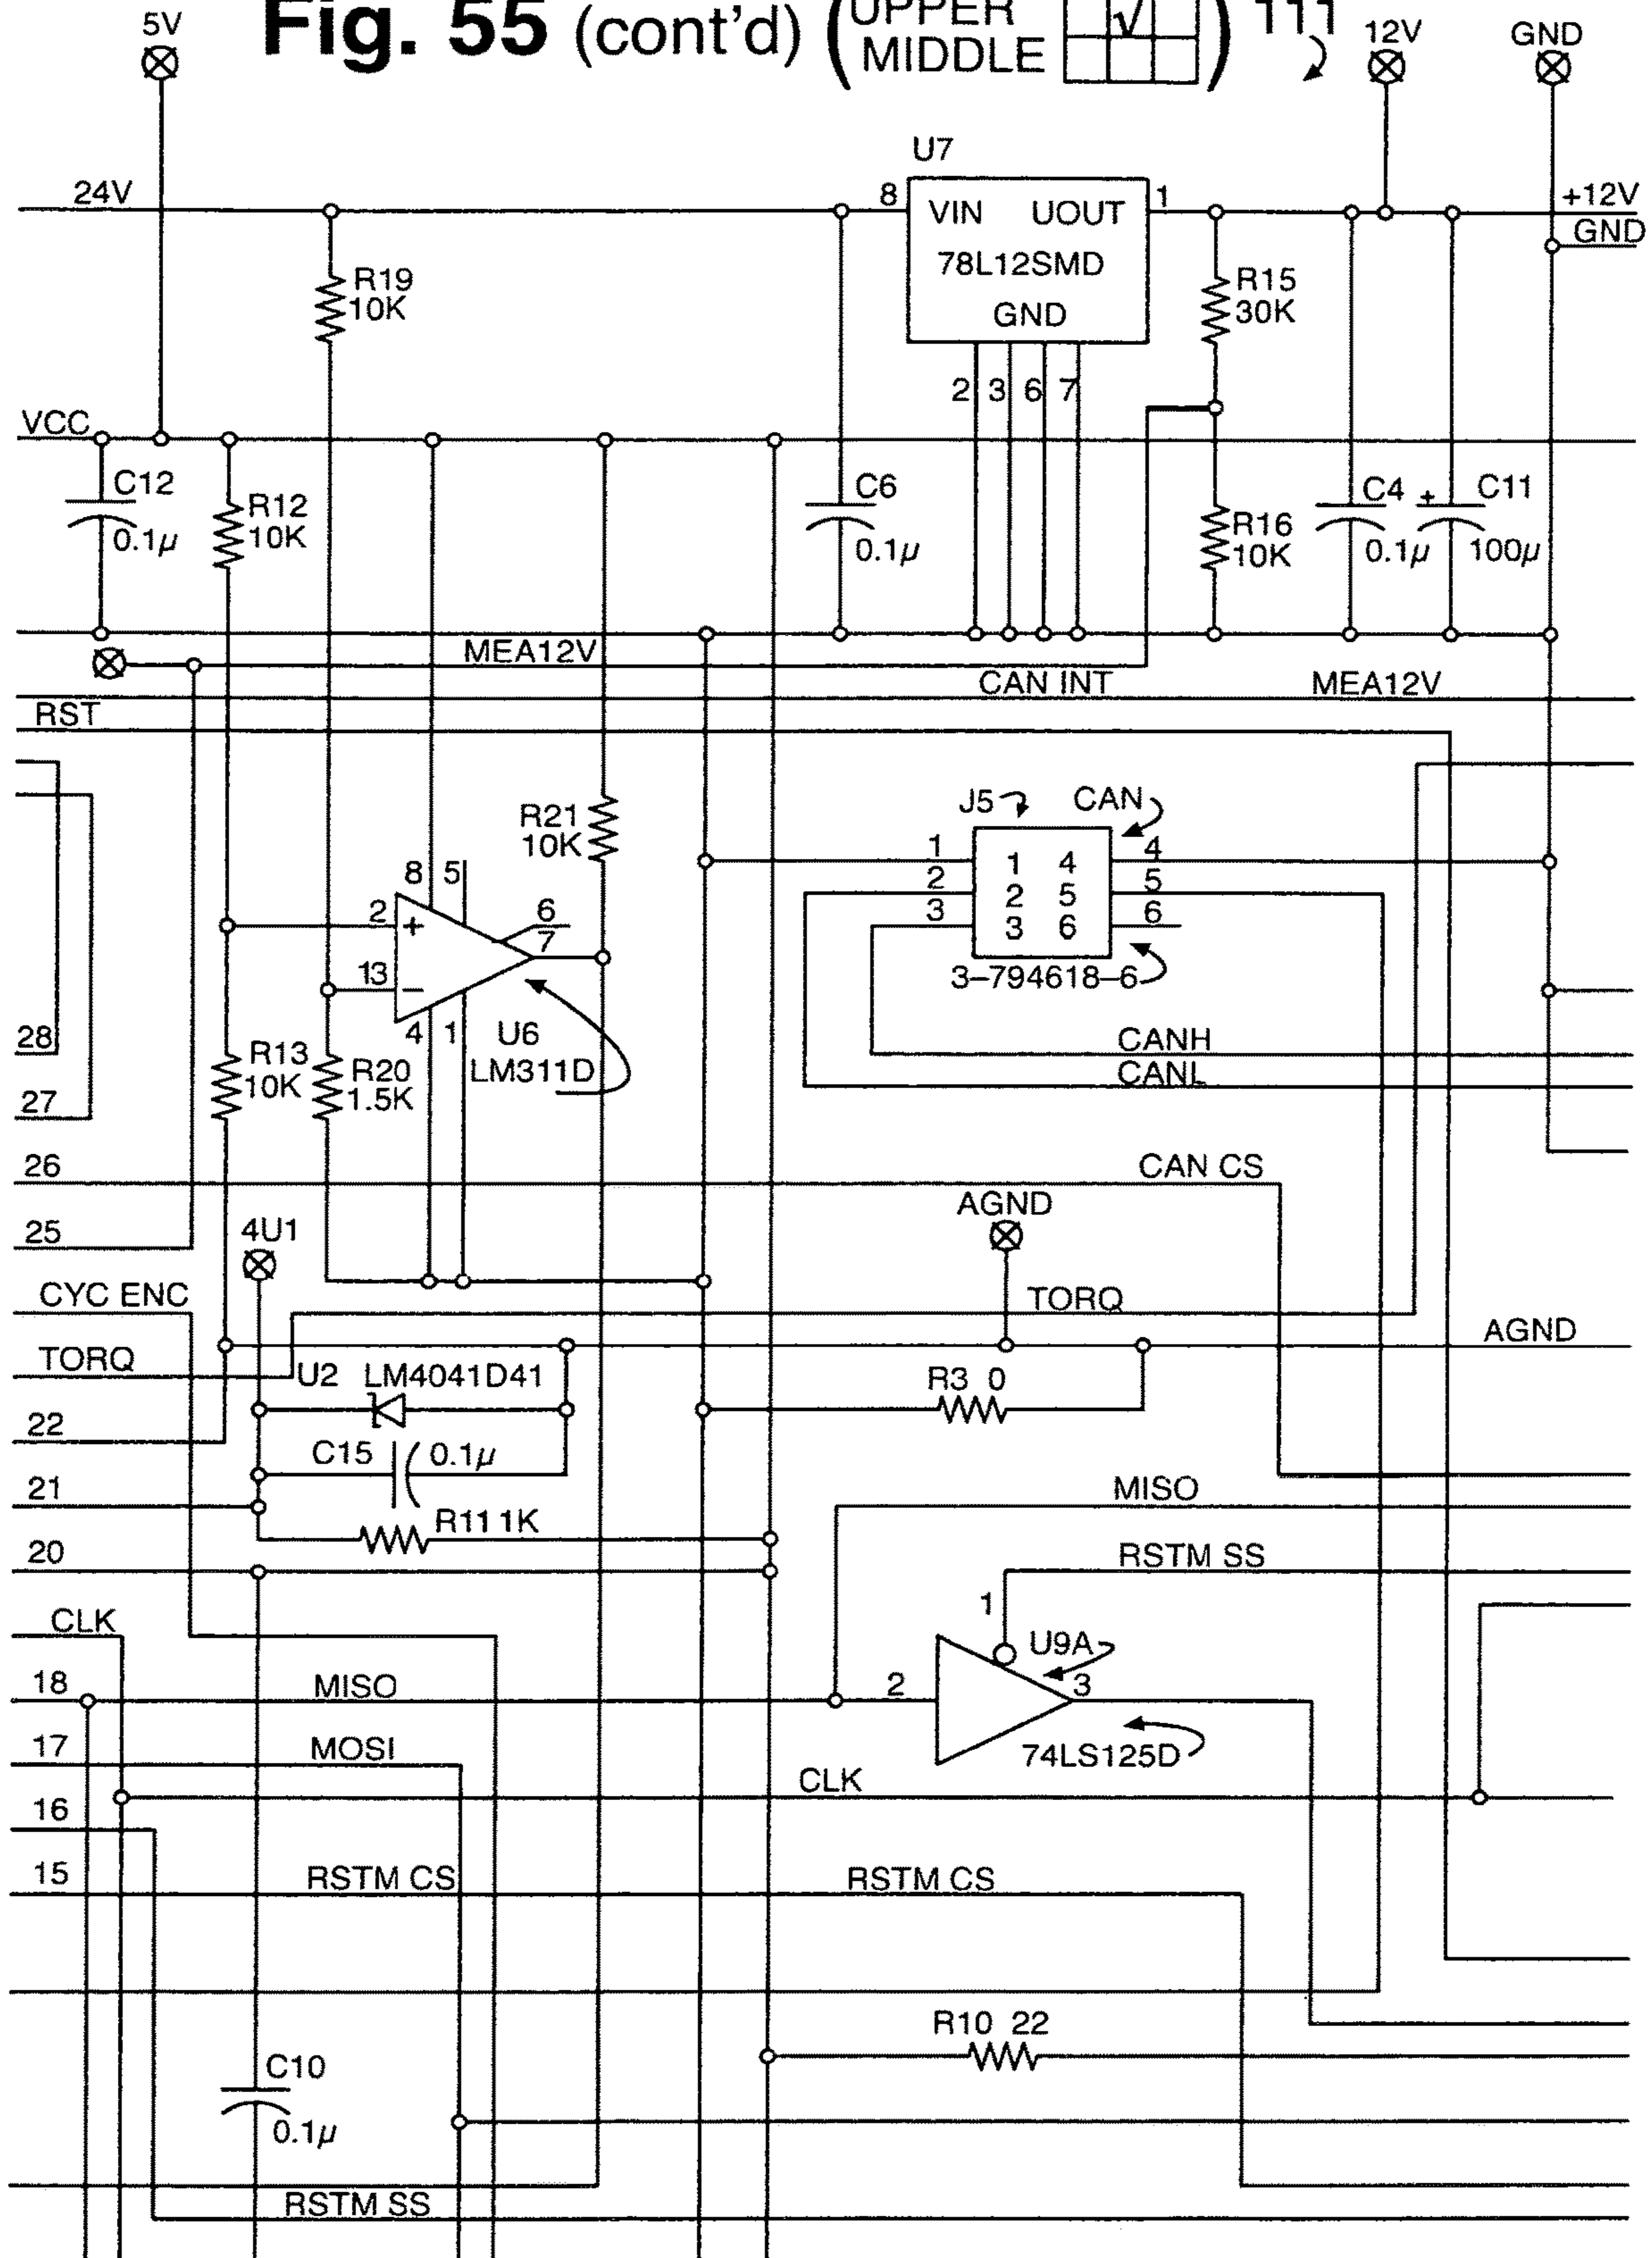 Fig. 55 (cont'd) (UPPER MIDDLE √)
5V
12V
GND
U7
24V
8
VIN UOUT
1
+12V
GND
78L12SMD
GND
R19
10K
R15
30K
2 3 6 7
VCC
C12
0.1µ
R12
10K
C6
0.1µ
R16
10K
C4
0.1µ
+
C11
100µ
MEA12V
CAN INT
MEA12V
RST
R21
10K
J5
CAN
8 5
1 1 4 4
2 2 5 5
3 3 6 6
2 +
6
7
13 −
3–794618–6
4 1
U6
LM311D
28
CANH
CANL
R13
10K
R20
1.5K
27
26
CAN CS
AGND
25
4U1
CYC ENC
TORQ
AGND
TORQ
U2 LM4041D41
R3 0
22
C15 0.1µ
21
MISO
R11 1K
20
RSTM SS
1
CLK
U9A
18
MISO
2
3
17
MOSI
74LS125D
CLK
16
15
RSTM CS
RSTM CS
R10 22
C10
0.1µ
RSTM SS